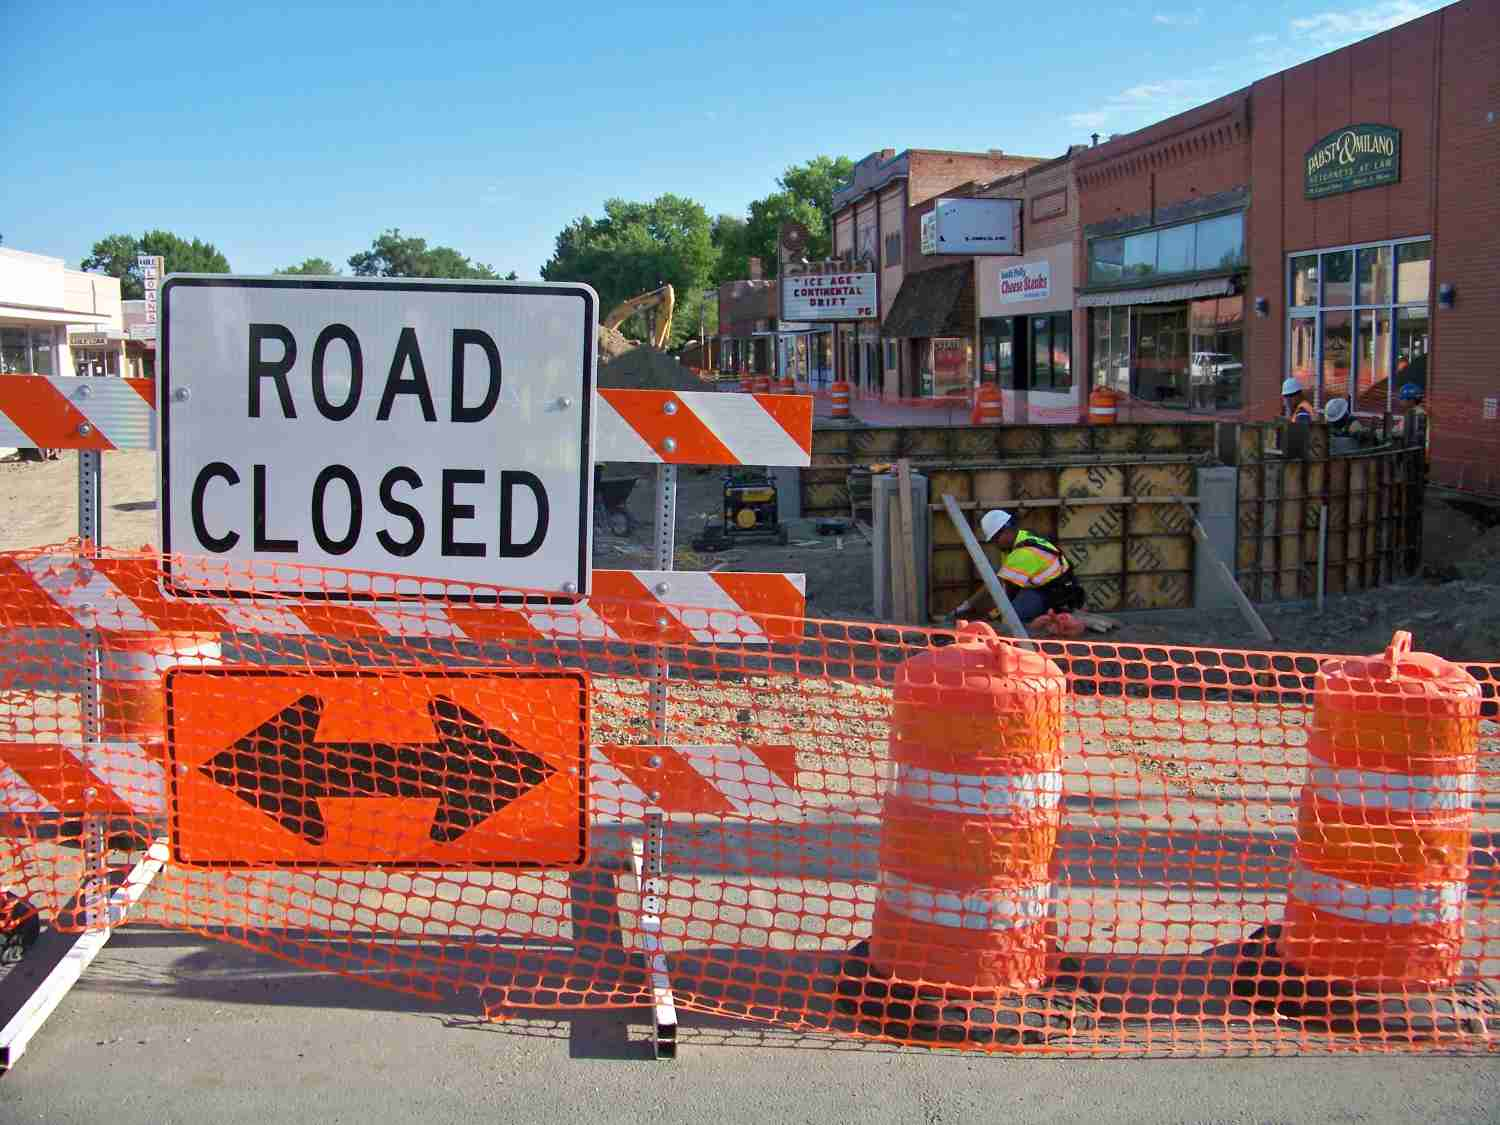 ROAD
CLOSED
LOANS
ICE AGE
CONTINENTAL
DRIFT
PG
Cheese Steaks
PABST & MILANO
ATTORNEYS AT LAW